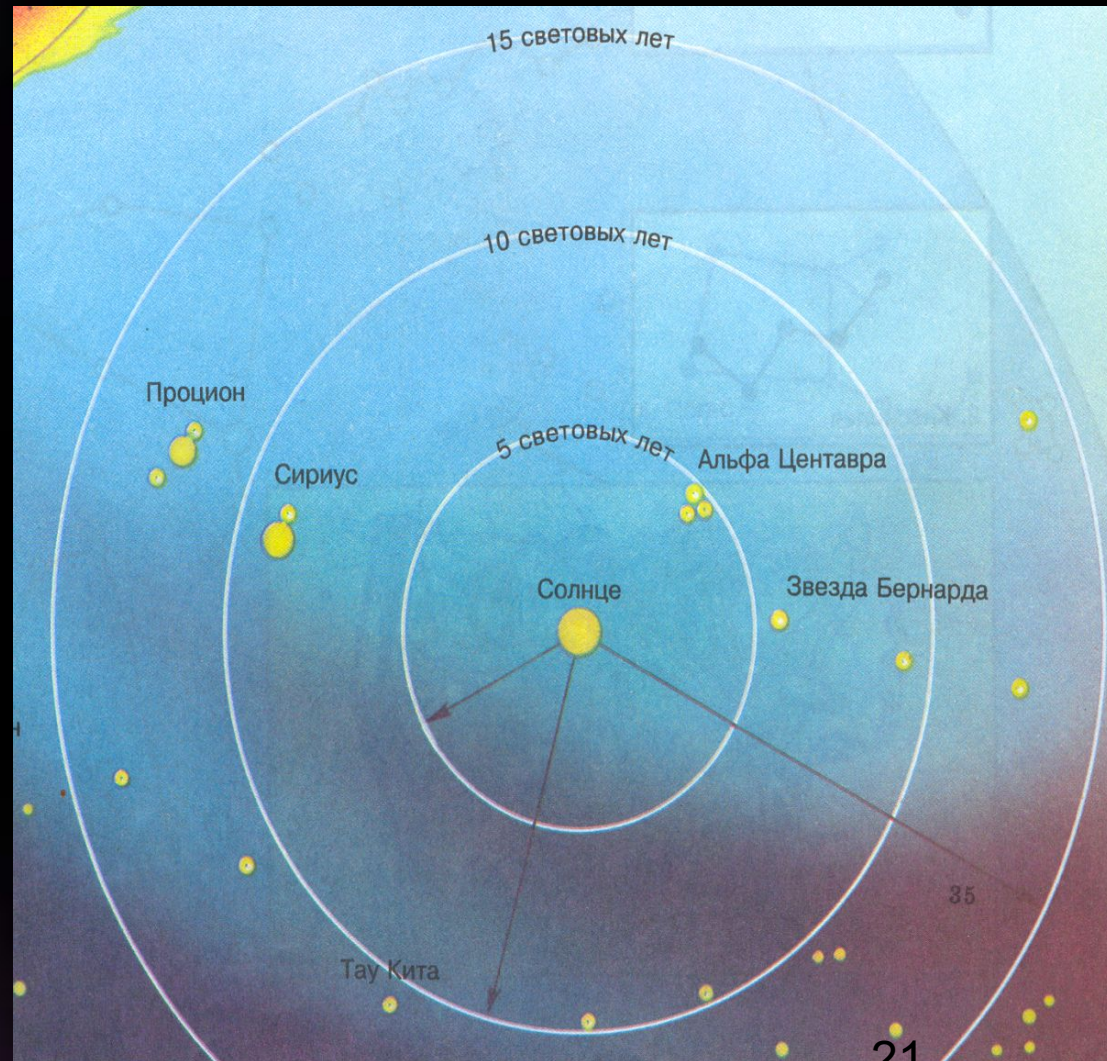 15 световых лет
10 световых лет
Процион
5 световых лет
Альфа Центавра
Сириус
Солнце
Звезда Бернарда
н
35
Тау Кита
21